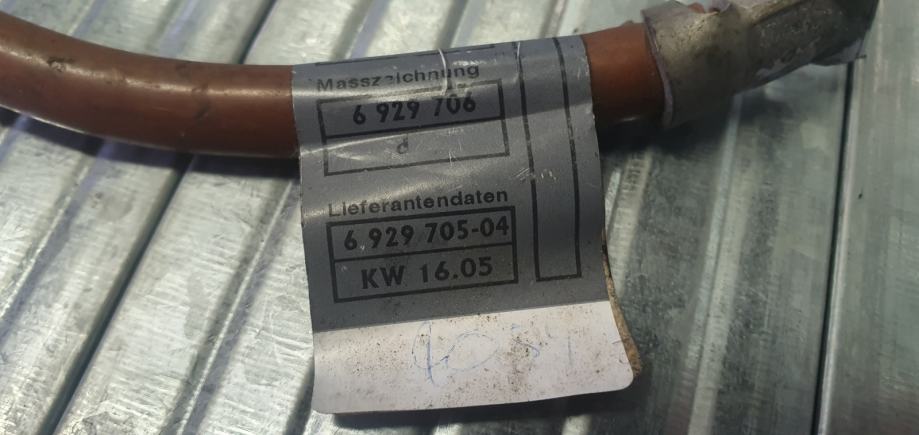 Masszeichnung
6 929 706
d
Lieferantendaten
6 929 705-04
KW 16.05